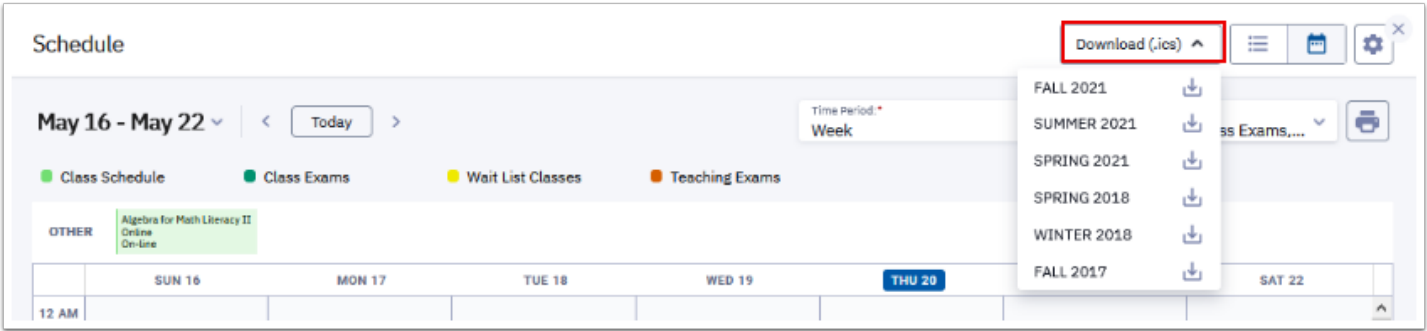 Schedule
Download (.ics)
FALL 2021
SUMMER 2021
SPRING 2021
SPRING 2018
WINTER 2018
FALL 2017
May 16 - May 22
Today
Time Period:*
Week
ss Exams,...
Class Schedule
Class Exams
Wait List Classes
Teaching Exams
OTHER
Algebra for Math Literacy II
Online
On-line
SUN 16 MON 17 TUE 18 WED 19 THU 20 SAT 22
12 AM